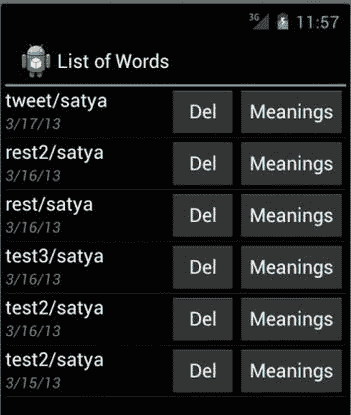 3G 11:57
List of Words
tweet/satya
3/17/13
Del Meanings
rest2/satya
3/16/13
Del Meanings
rest/satya
3/16/13
Del Meanings
test3/satya
3/16/13
Del Meanings
test2/satya
3/16/13
Del Meanings
test2/satya
3/15/13
Del Meanings